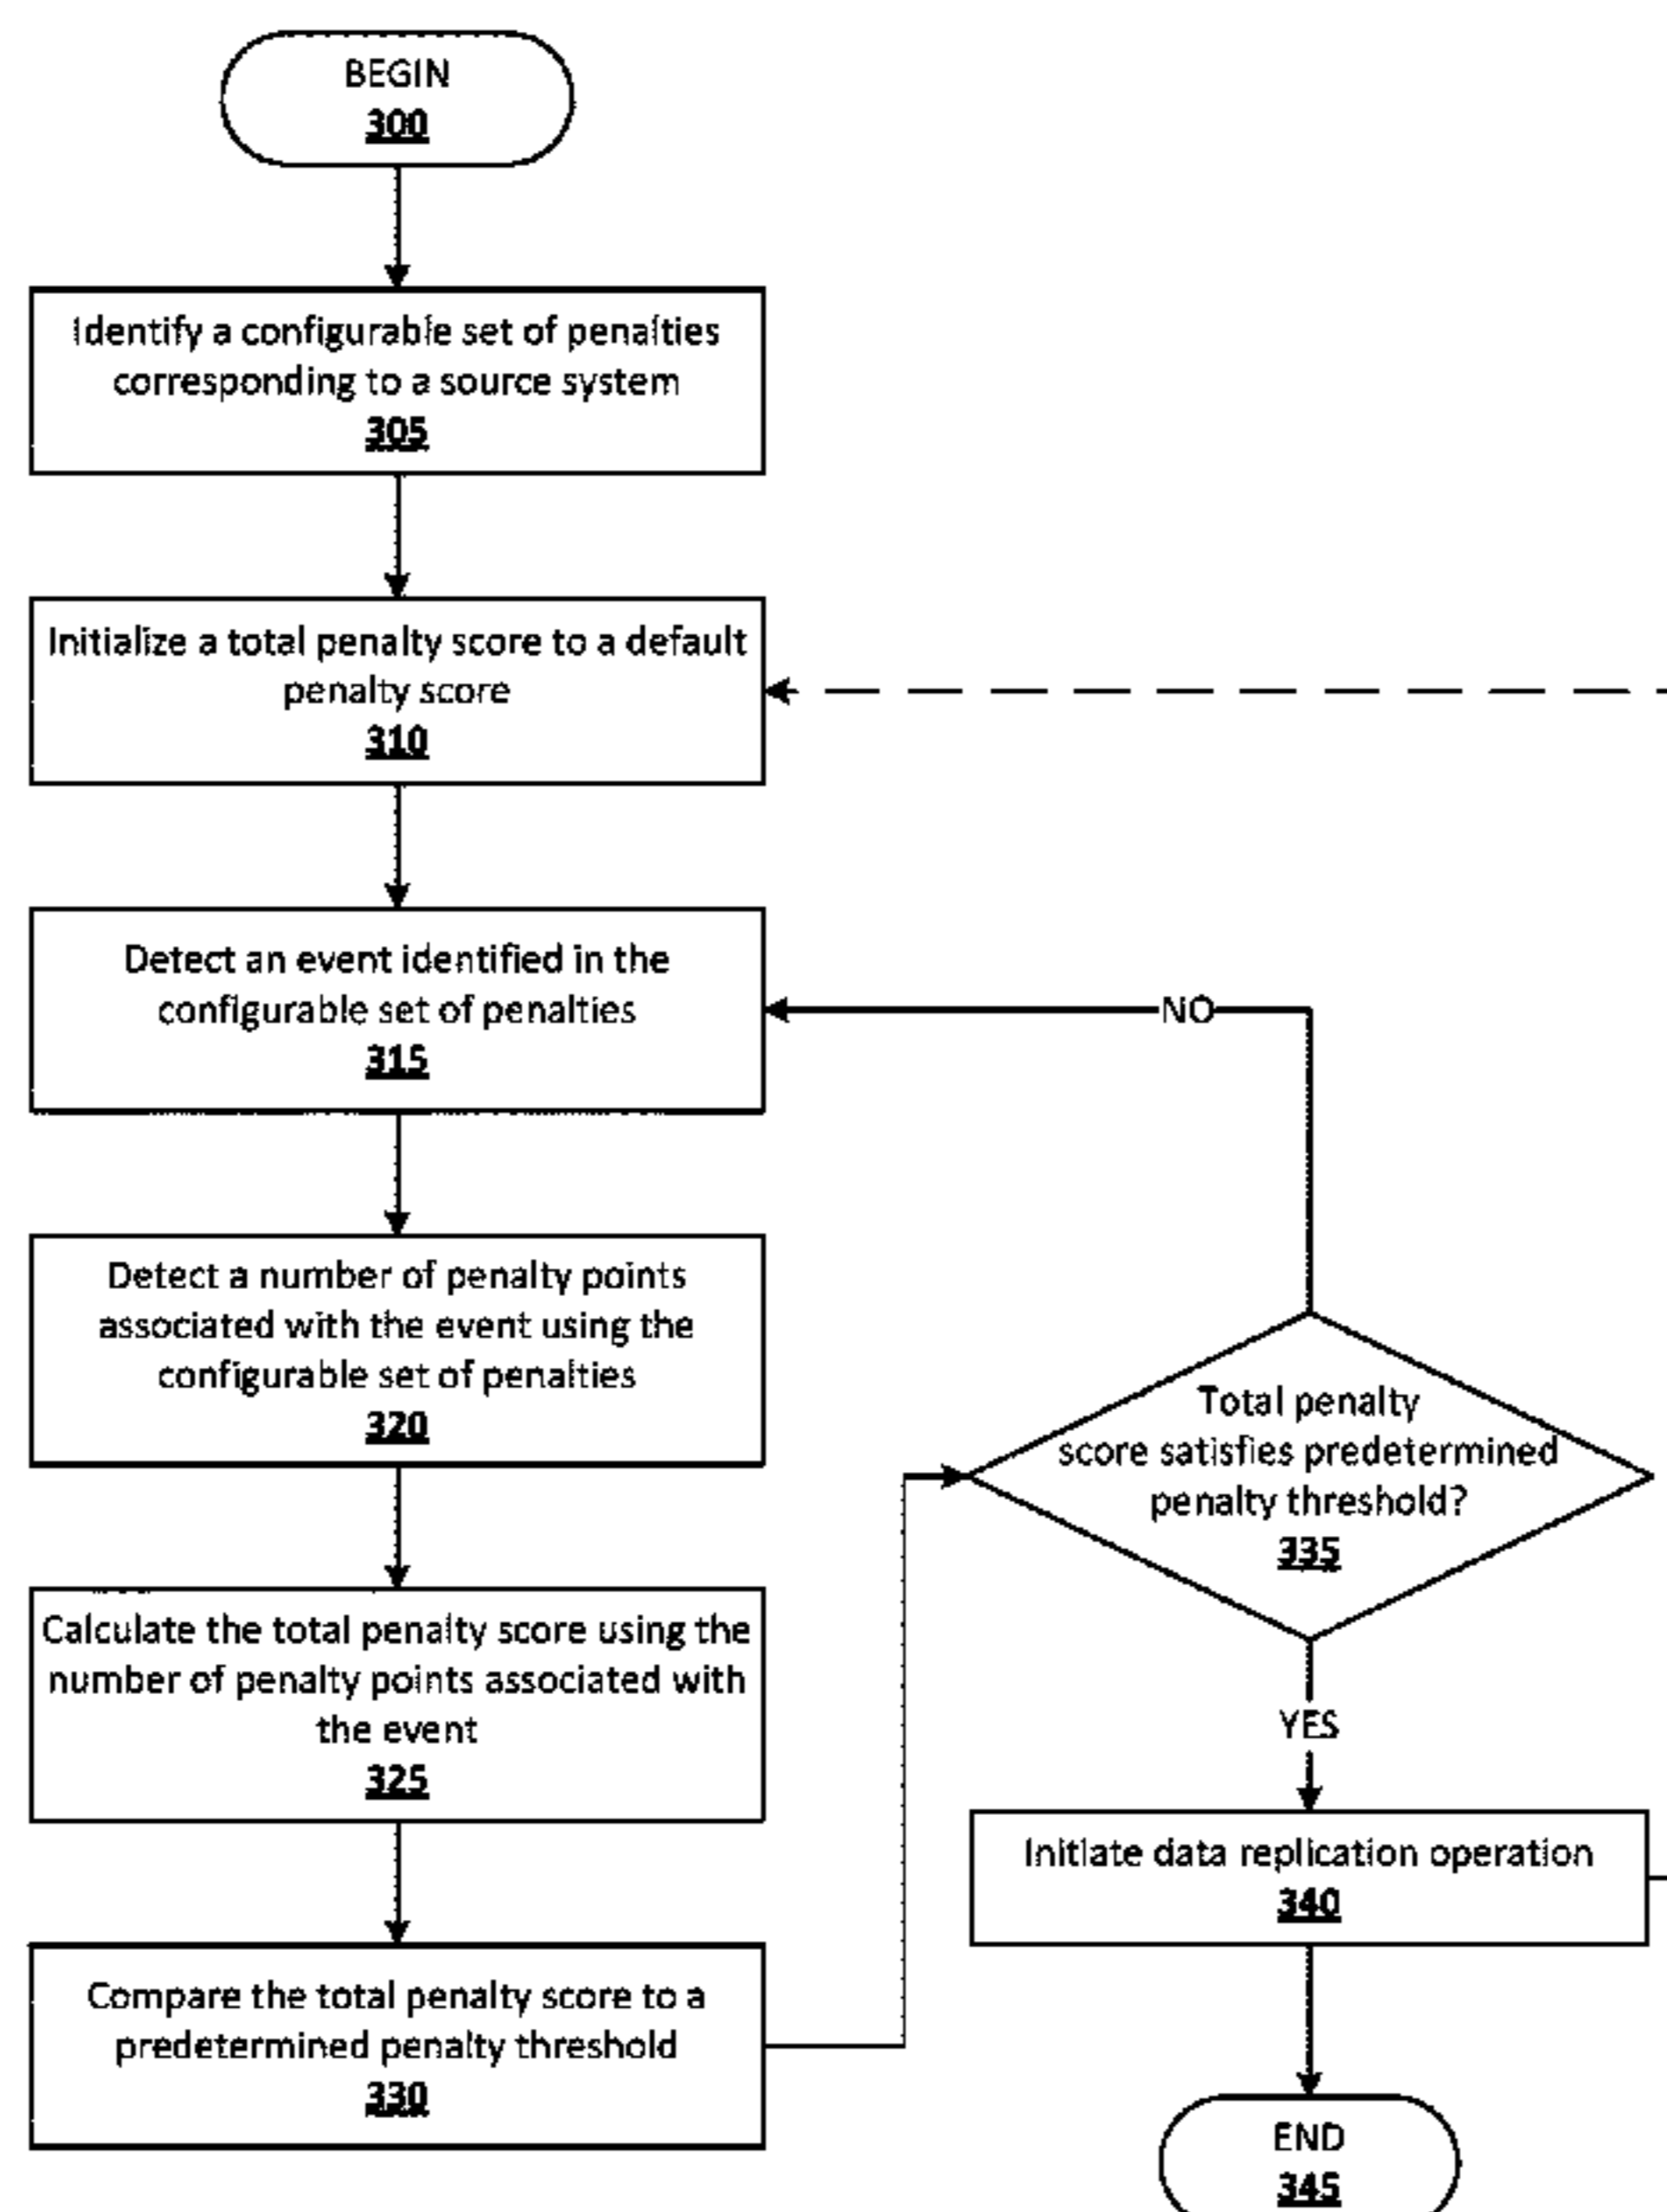 BEGIN
300
Identify a configurable set of penalties
corresponding to a source system
305
Initialize a total penalty score to a default
penalty score
310
Detect an event identified in the
configurable set of penalties
315
NO
Detect a number of penalty points
associated with the event using the
configurable set of penalties
320
Calculate the total penalty score using the
number of penalty points associated with
the event
325
Compare the total penalty score to a
predetermined penalty threshold
330
Total penalty
score satisfies predetermined
penalty threshold?
335
YES
Initiate data replication operation
340
END
345